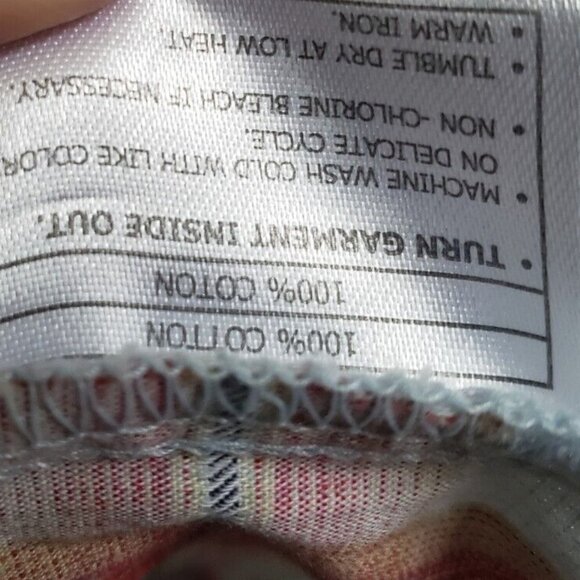 100% COTTON
100% COTON
• TURN GARMENT INSIDE OUT.
• MACHINE WASH COLD WITH LIKE COLOR
ON DELICATE CYCLE.
• NON-CHLORINE BLEACH IF NECESSARY.
• TUMBLE DRY AT LOW HEAT.
• WARM IRON.